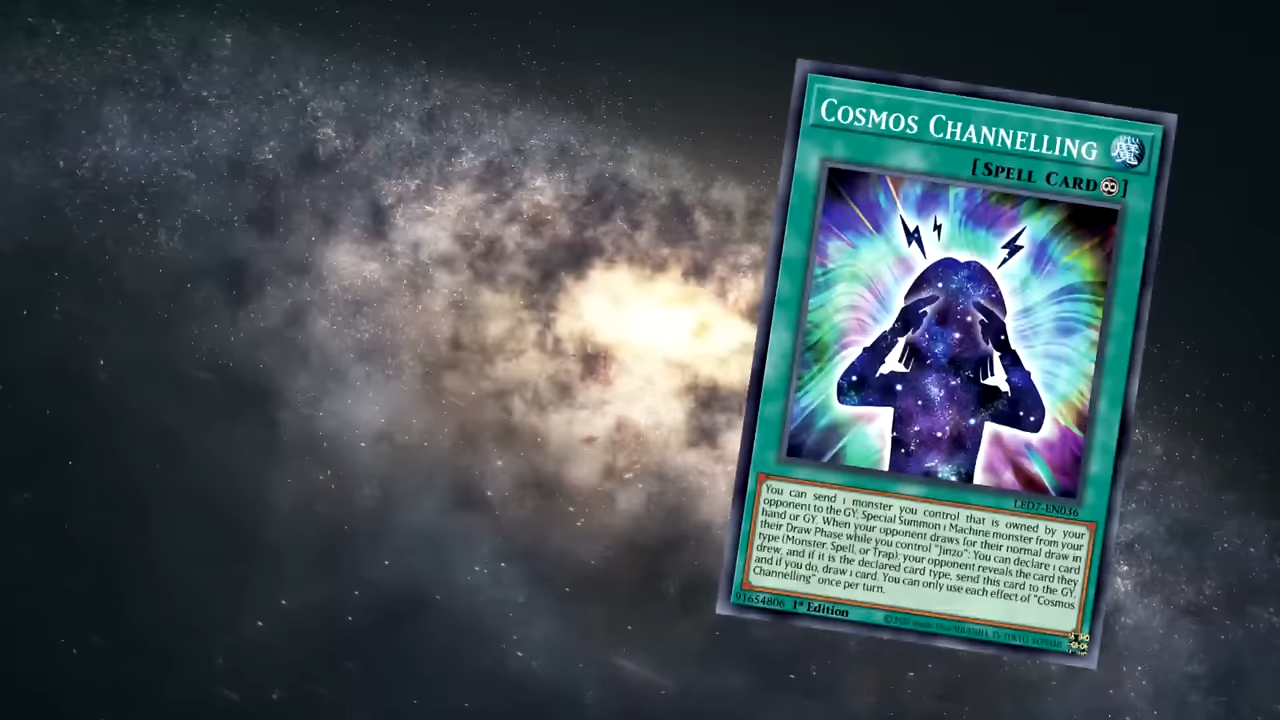 COSMOS CHANNELLING
魔
[SPELL CARD]
LED7-EN036
You can send 1 monster you control that is owned by your
opponent to the GY; Special Summon 1 Machine monster from your
hand or GY. When your opponent draws for their normal draw in
their Draw Phase while you control "Jinzo": You can declare 1 card
type (Monster, Spell, or Trap); your opponent reveals the card they
drew, and if it is the declared card type, send this card to the GY,
and if you do, draw 1 card. You can only use each effect of "Cosmos
Channelling" once per turn.
91654806 1st Edition